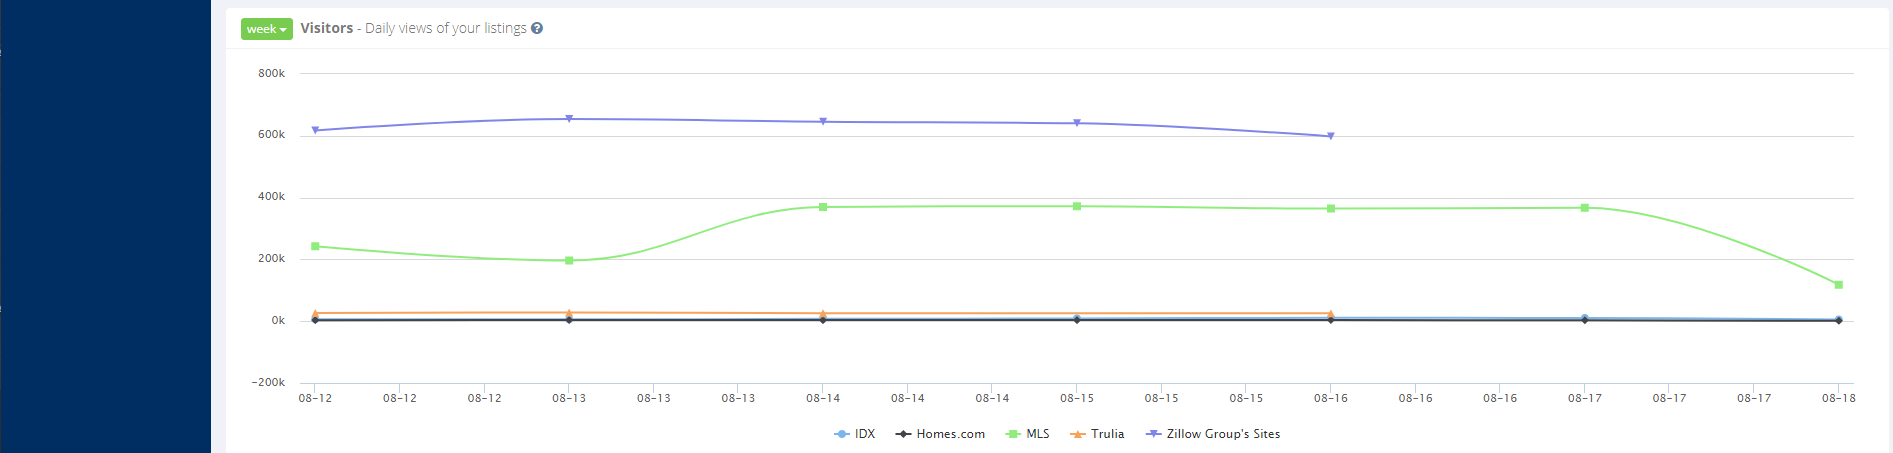 week Visitors - Daily views of your listings
800k
600k
400k
200k
0k
-200k
08-12 08-12 08-12 08-13 08-13 08-13 08-14 08-14 08-14 08-15 08-15 08-15 08-16 08-16 08-16 08-17 08-17 08-17 08-18
IDX Homes.com MLS Trulia Zillow Group's Sites